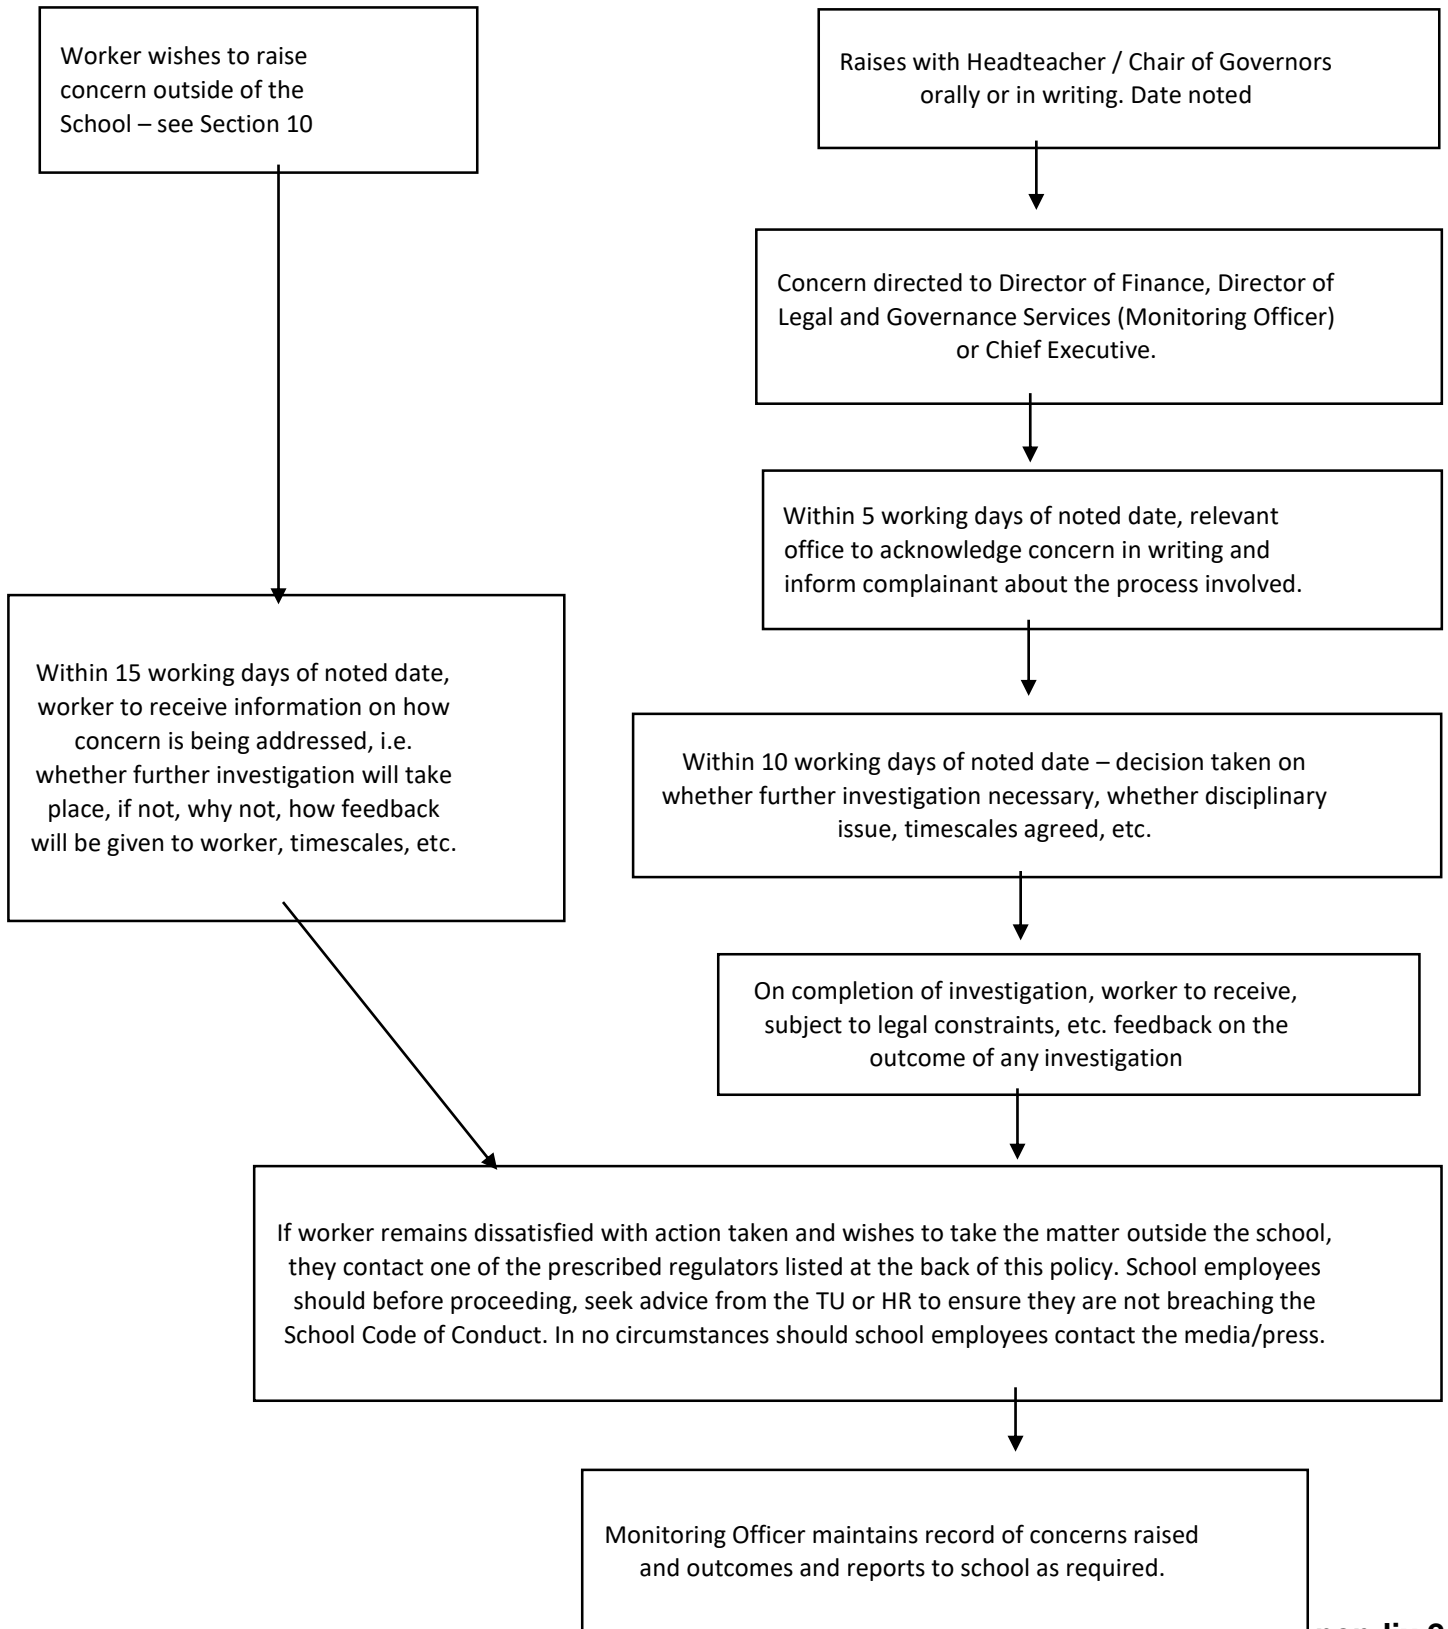 Worker wishes to raise
concern outside of the
School – see Section 10
Raises with Headteacher / Chair of Governors
orally or in writing. Date noted
Concern directed to Director of Finance, Director of
Legal and Governance Services (Monitoring Officer)
or Chief Executive.
Within 5 working days of noted date, relevant
office to acknowledge concern in writing and
inform complainant about the process involved.
Within 15 working days of noted date,
worker to receive information on how
concern is being addressed, i.e.
whether further investigation will take
place, if not, why not, how feedback
will be given to worker, timescales, etc.
Within 10 working days of noted date – decision taken on
whether further investigation necessary, whether disciplinary
issue, timescales agreed, etc.
On completion of investigation, worker to receive,
subject to legal constraints, etc. feedback on the
outcome of any investigation
If worker remains dissatisfied with action taken and wishes to take the matter outside the school,
they contact one of the prescribed regulators listed at the back of this policy. School employees
should before proceeding, seek advice from the TU or HR to ensure they are not breaching the
School Code of Conduct. In no circumstances should school employees contact the media/press.
Monitoring Officer maintains record of concerns raised
and outcomes and reports to school as required.